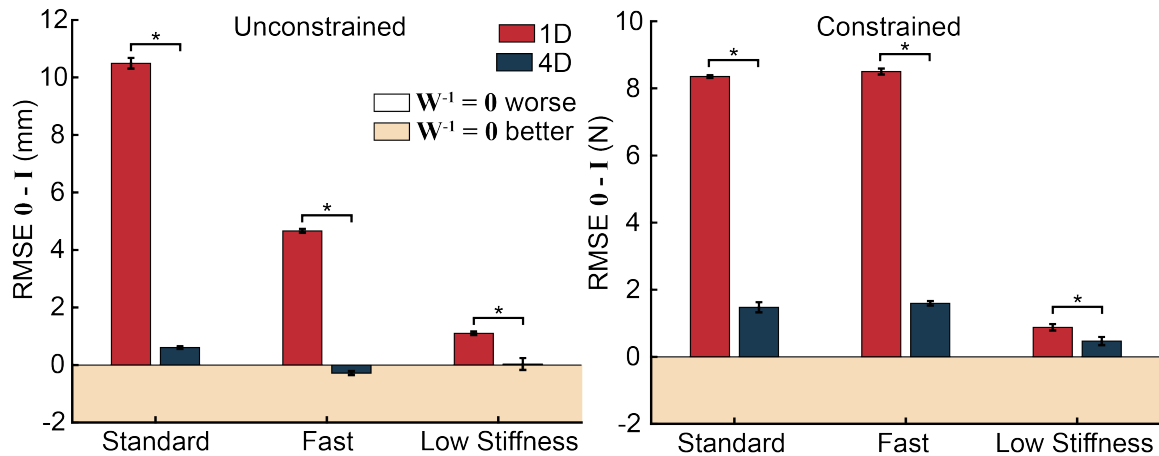 Unconstrained
1D
4D
W⁻¹ = 0 worse
W⁻¹ = 0 better
RMSE 0 - I (mm)
12
10
8
6
4
2
0
-2
*
*
*
Standard
Fast
Low Stiffness
Constrained
RMSE 0 - I (N)
10
8
6
4
2
0
-2
*
*
*
Standard
Fast
Low Stiffness